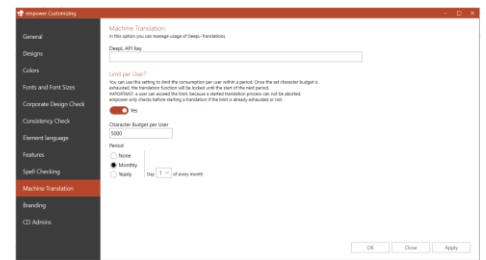 empower Customizing
General
Designs
Colors
Fonts and Font Sizes
Corporate Design Check
Consistency Check
Element language
Features
Spell Checking
Machine Translation
Branding
CD Admins
Machine Translation
In this option you can manage usage of DeepL-Translations.
DeepL API Key
Limit per User?
You can use this setting to limit the consumption per user within a period. Once the set character budget is
exhausted, the translation function will be locked until the start of the next period.
IMPORTANT: a user can exceed the limit, because a started translation process can not be aborted.
empower only checks before starting a translation if the limit is already exhausted or not.
Yes
Character Budget per User
5000
Period
None
Monthly
Yearly
Day 1 of every month
OK Close Apply